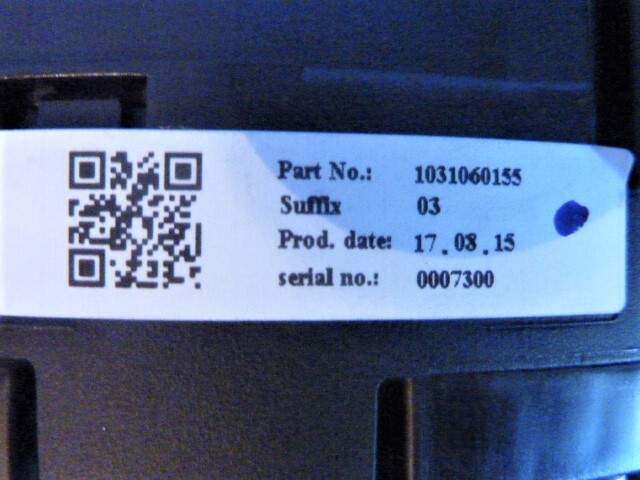 Part No.: 1031060155
Suffix 03
Prod. date: 17.08.15
serial no.: 0007300